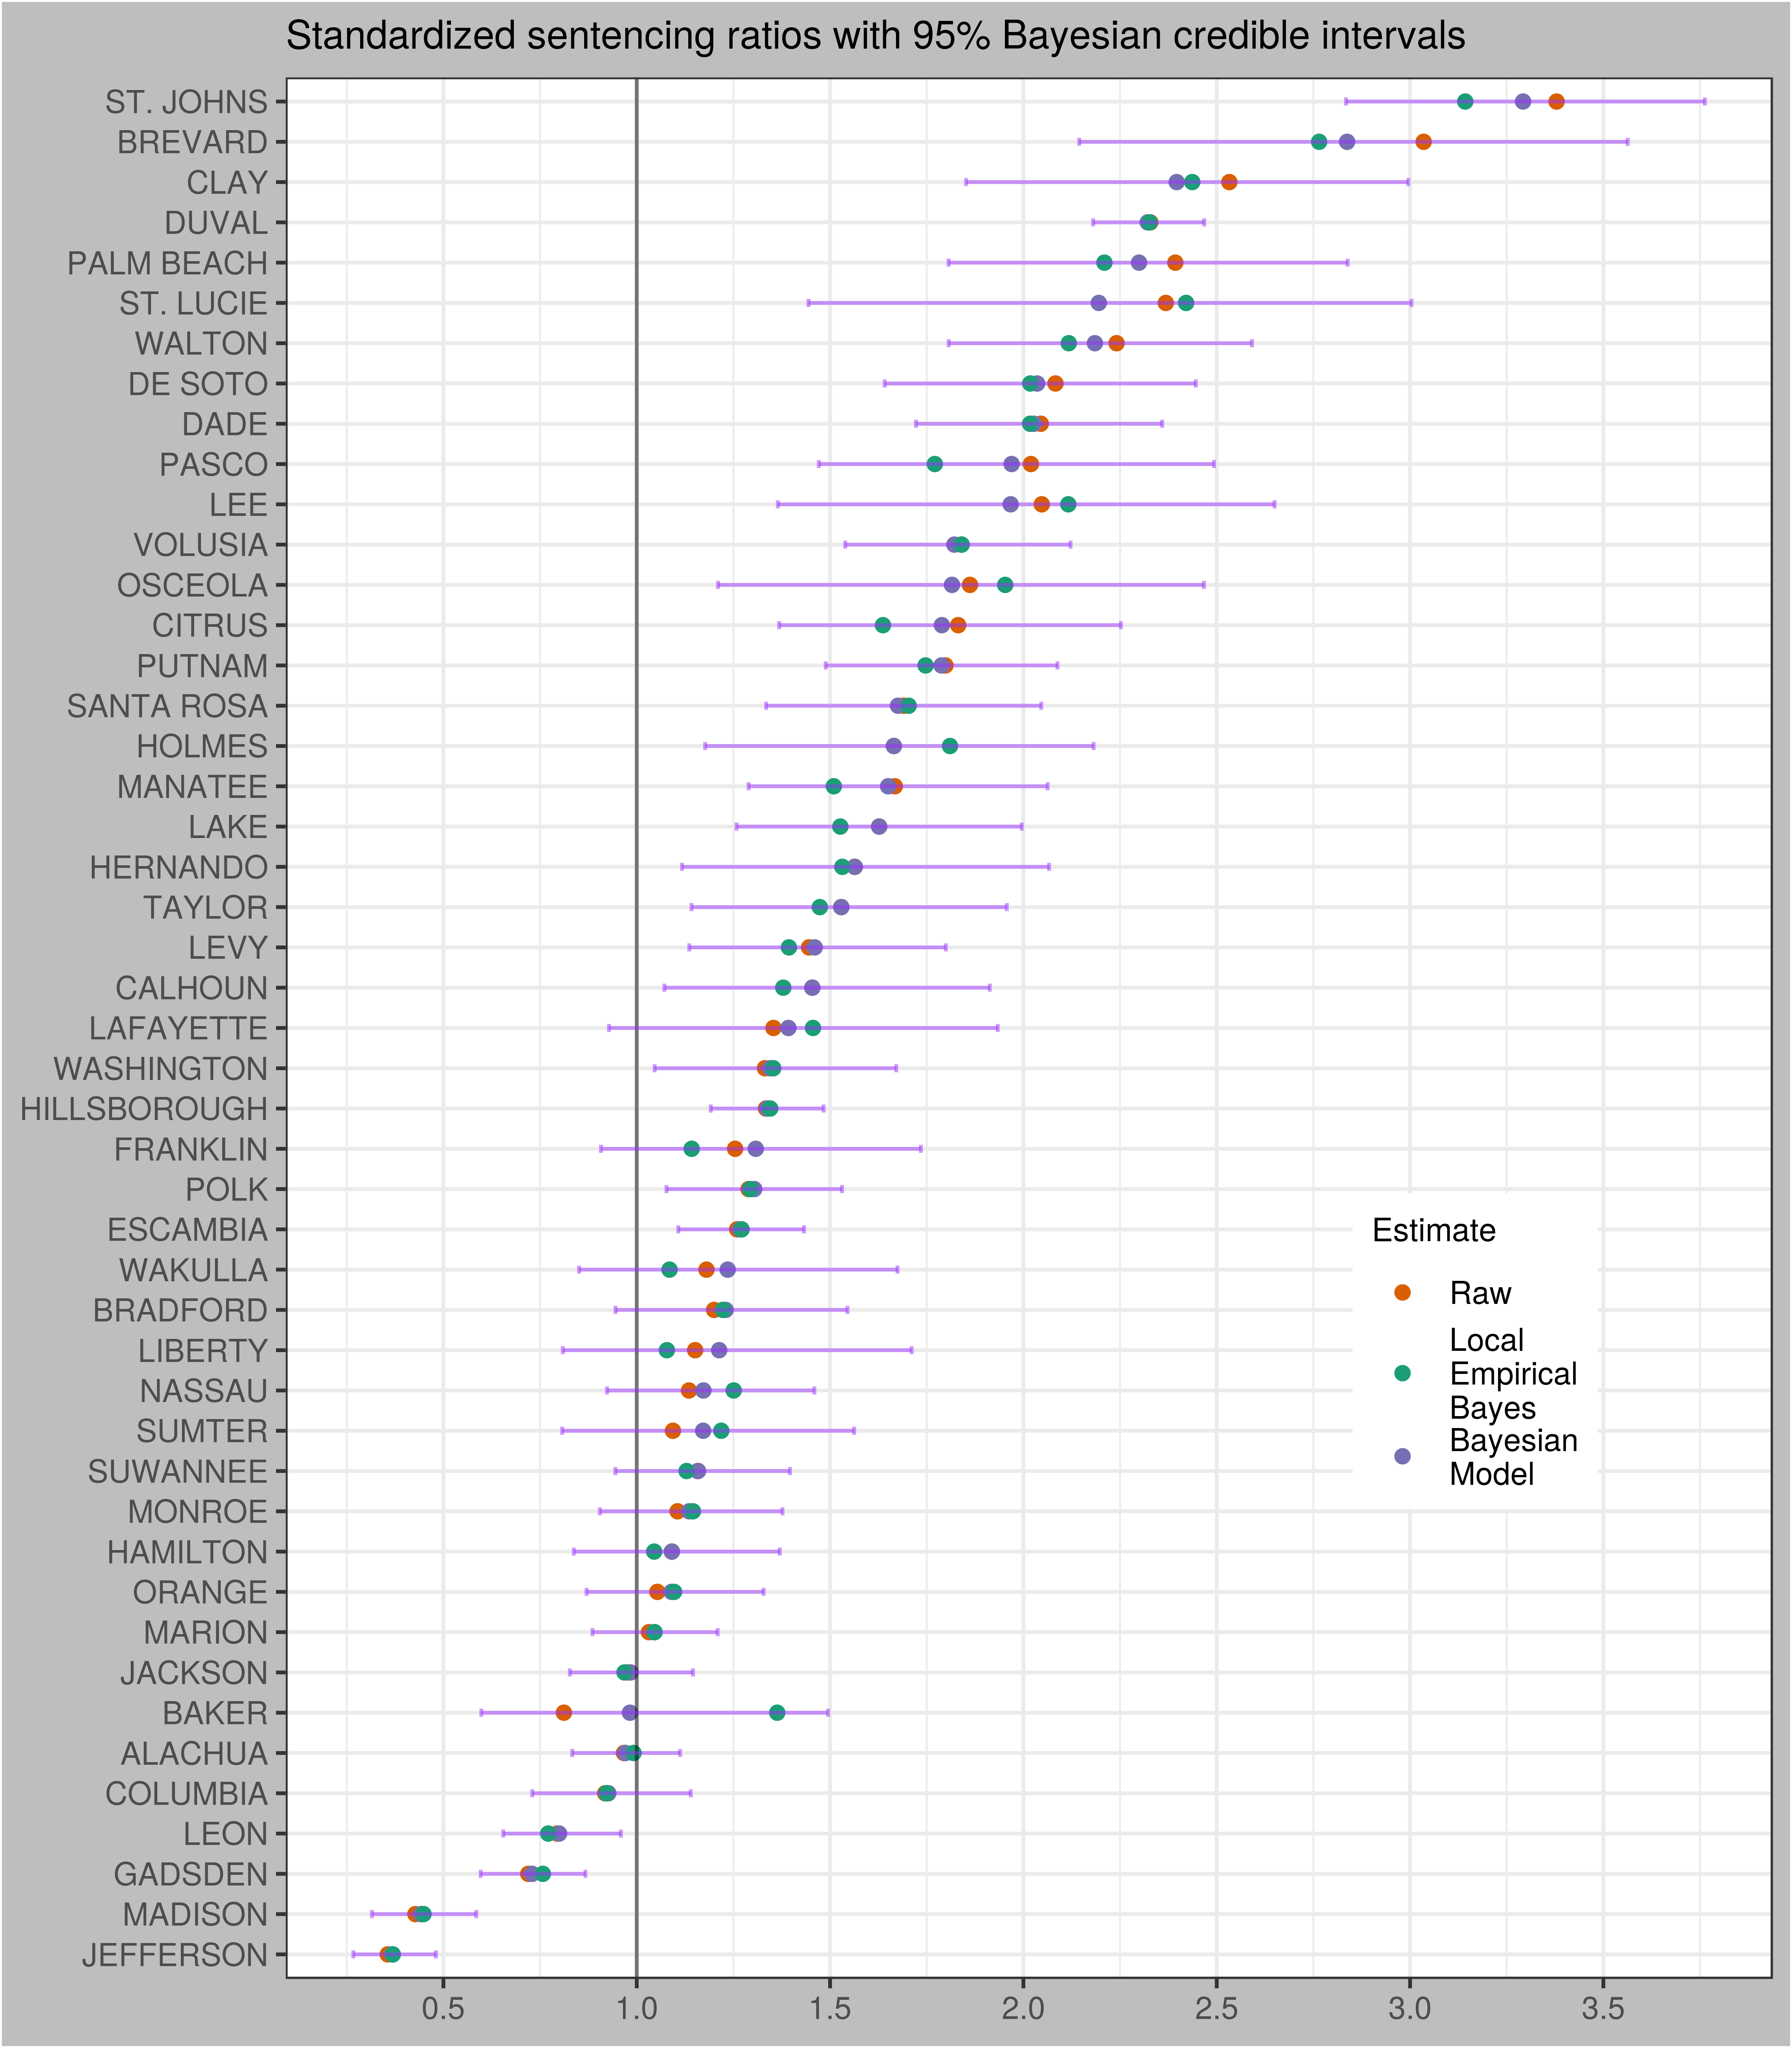 Standardized sentencing ratios with 95% Bayesian credible intervals
ST. JOHNS
BREVARD
CLAY
DUVAL
PALM BEACH
ST. LUCIE
WALTON
DE SOTO
DADE
PASCO
LEE
VOLUSIA
OSCEOLA
CITRUS
PUTNAM
SANTA ROSA
HOLMES
MANATEE
LAKE
HERNANDO
TAYLOR
LEVY
CALHOUN
LAFAYETTE
WASHINGTON
HILLSBOROUGH
FRANKLIN
POLK
ESCAMBIA
WAKULLA
BRADFORD
LIBERTY
NASSAU
SUMTER
SUWANNEE
MONROE
HAMILTON
ORANGE
MARION
JACKSON
BAKER
ALACHUA
COLUMBIA
LEON
GADSDEN
MADISON
JEFFERSON
Estimate
Raw
Local
Empirical
Bayes
Bayesian
Model
0.5 1.0 1.5 2.0 2.5 3.0 3.5